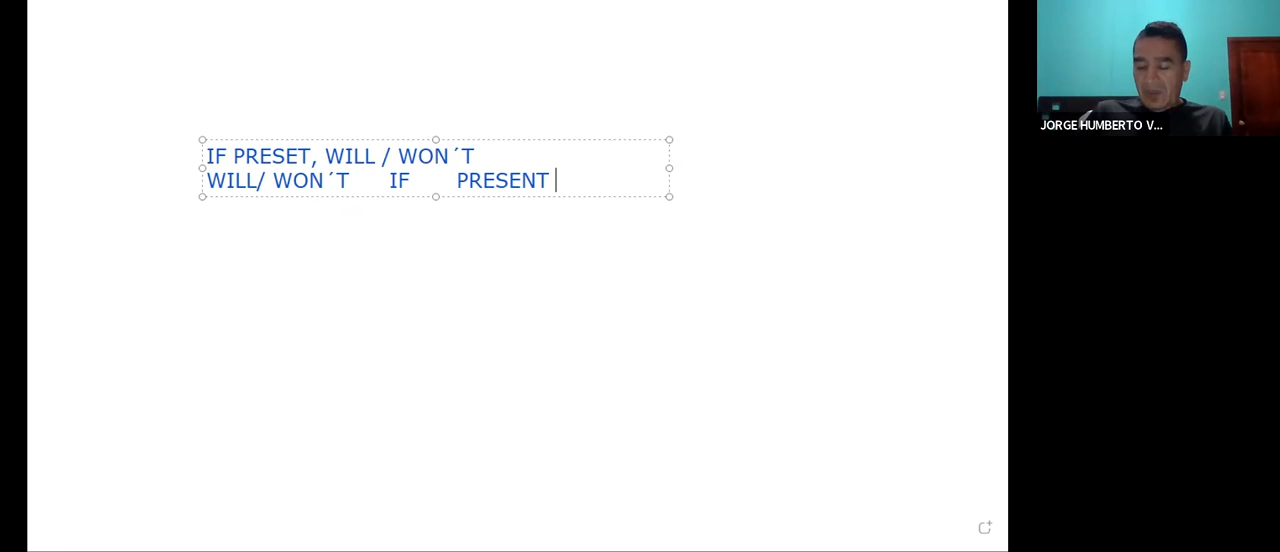 IF PRESET, WILL / WON´T
WILL/ WON´T IF PRESENT
JORGE HUMBERTO V...